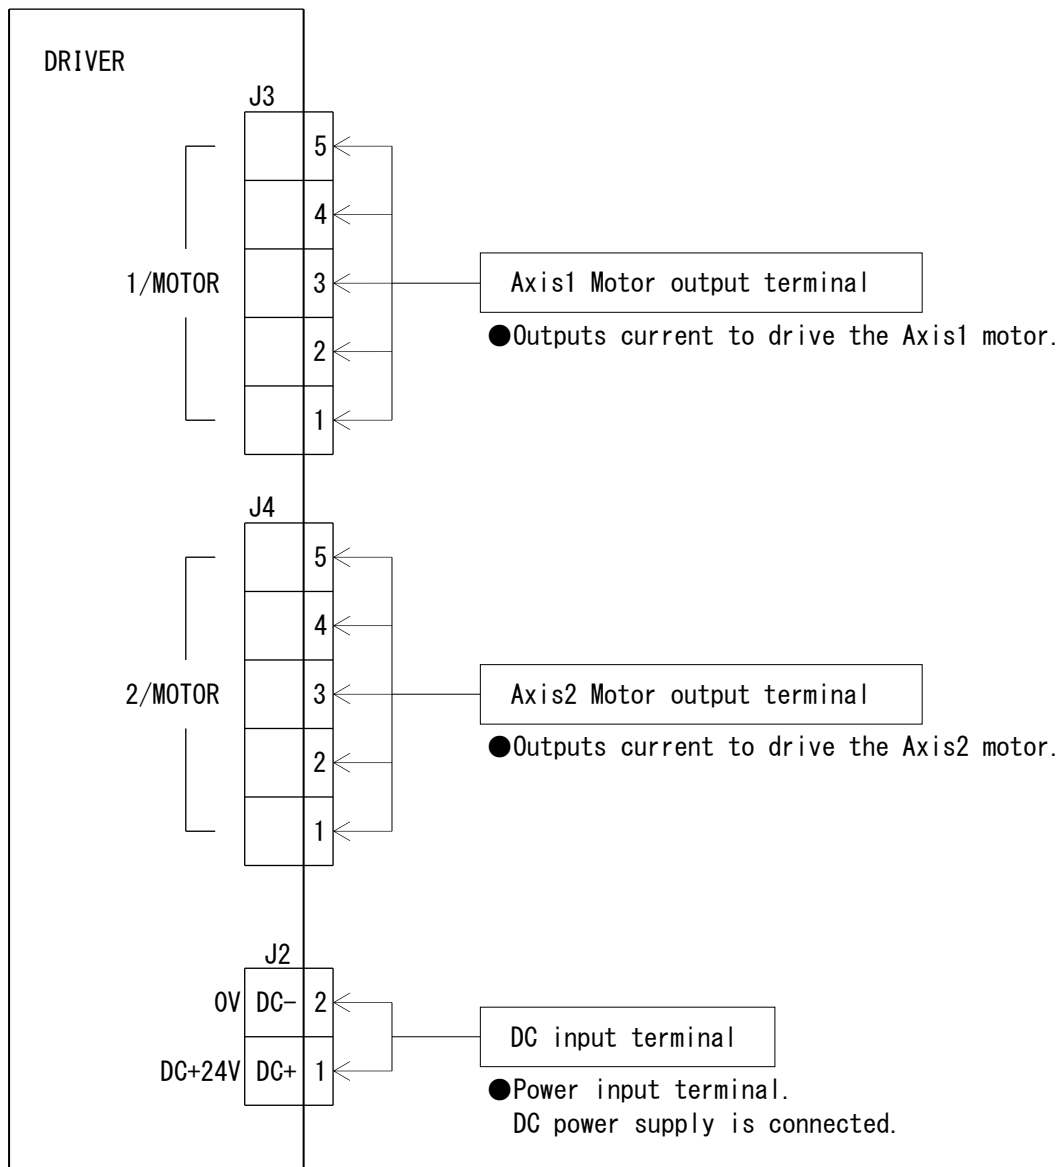 DRIVER
J3
5
4
1/MOTOR
3
Axis1 Motor output terminal
●Outputs current to drive the Axis1 motor.
2
1
J4
5
4
2/MOTOR
3
Axis2 Motor output terminal
●Outputs current to drive the Axis2 motor.
2
1
J2
0V DC- 2
DC input terminal
DC+24V DC+ 1
●Power input terminal.
DC power supply is connected.